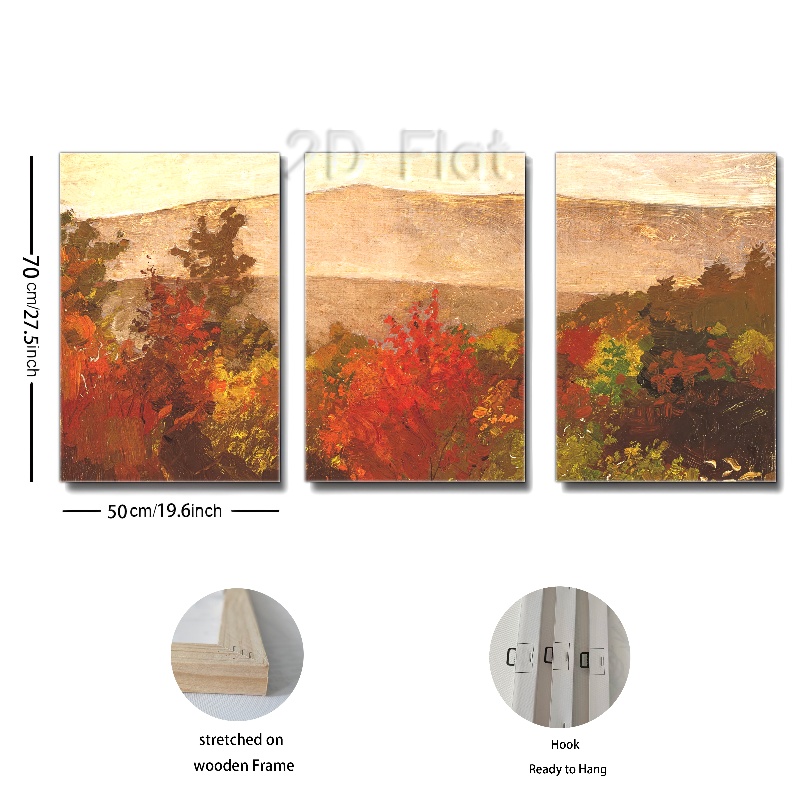 2D Flat
70 cm/27.5inch
50 cm/19.6inch
stretched on
wooden Frame
Hook
Ready to Hang